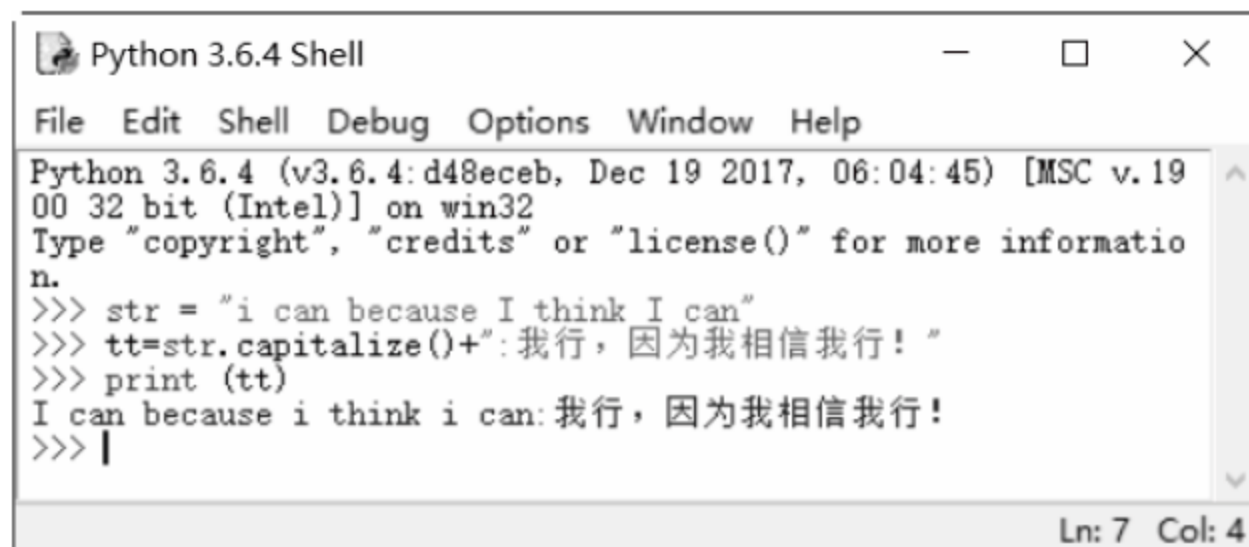 Python 3.6.4 Shell
File Edit Shell Debug Options Window Help
Python 3.6.4 (v3.6.4:d48eceb, Dec 19 2017, 06:04:45) [MSC v.19
00 32 bit (Intel)] on win32
Type "copyright", "credits" or "license()" for more informatio
n.
>>> str = "i can because I think I can"
>>> tt=str.capitalize()+":我行，因为我相信我行！"
>>> print (tt)
I can because i think i can:我行，因为我相信我行！
>>>
Ln: 7 Col: 4